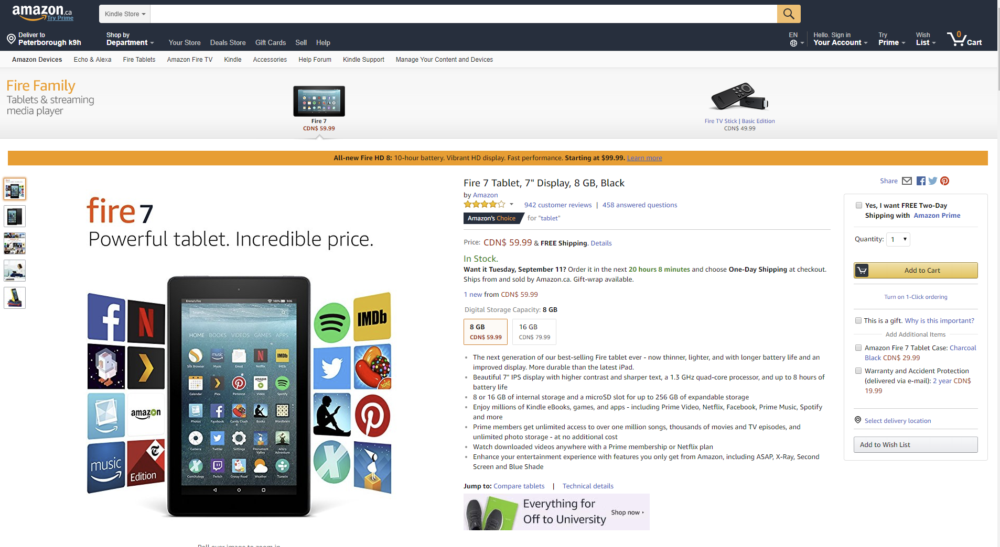 amazon.ca
Try Prime
Kindle Store
Deliver to
Peterborough k9h
Shop by
Department
Your Store
Deals Store
Gift Cards
Sell
Help
EN
Hello. Sign in
Your Account
Try
Prime
Wish
List
0
Cart
Amazon Devices
Echo & Alexa
Fire Tablets
Amazon Fire TV
Kindle
Accessories
Help Forum
Kindle Support
Manage Your Content and Devices
Fire Family
Tablets & streaming
media player
Fire 7
CDN$ 59.99
Fire TV Stick | Basic Edition
CDN$ 49.99
All-new Fire HD 8: 10-hour battery. Vibrant HD display. Fast performance. Starting at $99.99. Learn more
fire 7
Powerful tablet. Incredible price.
Emma's Fire
100%
9:06
Search
HOME BOOKS VIDEOS GAMES APPS
music
N
IMDb
Silk Browser Music Email Netflix IMDb
amazon
Calendar Plex Pinterest Video Spotify
Photos Facebook Candy Crush Books Wordbrain
Camera Twitter Settings Monument Valley Alto's Adventure
ComiXology Twitch Crossy Road Weather TuneIn
f
N
IMDb
King
amazon
music
Edition
Fire 7 Tablet, 7" Display, 8 GB, Black
by Amazon
942 customer reviews | 458 answered questions
Amazon's Choice for "tablet"
Price: CDN$ 59.99 & FREE Shipping. Details
In Stock.
Want it Tuesday, September 11? Order it in the next 20 hours 8 minutes and choose One-Day Shipping at checkout.
Ships from and sold by Amazon.ca. Gift-wrap available.
1 new from CDN$ 59.99
Digital Storage Capacity: 8 GB
8 GB
CDN$ 59.99
16 GB
CDN$ 79.99
The next generation of our best-selling Fire tablet ever - now thinner, lighter, and with longer battery life and an
improved display. More durable than the latest iPad.
Beautiful 7" IPS display with higher contrast and sharper text, a 1.3 GHz quad-core processor, and up to 8 hours of
battery life
8 or 16 GB of internal storage and a microSD slot for up to 256 GB of expandable storage
Enjoy millions of Kindle eBooks, games, and apps - including Prime Video, Netflix, Facebook, Prime Music, Spotify
and more
Prime members get unlimited access to over one million songs, thousands of movies and TV episodes, and
unlimited photo storage - at no additional cost
Watch downloaded videos anywhere with a Prime membership or Netflix plan
Enhance your entertainment experience with features you only get from Amazon, including ASAP, X-Ray, Second
Screen and Blue Shade
Jump to: Compare tablets | Technical details
Everything for
Off to University
Shop now
Share
Yes, I want FREE Two-Day
Shipping with Amazon Prime
Quantity: 1
Add to Cart
Turn on 1-Click ordering
This is a gift. Why is this important?
Add Additional Items
Amazon Fire 7 Tablet Case: Charcoal
Black CDN$ 29.99
Warranty and Accident Protection
(delivered via e-mail): 2 year CDN$
19.99
Select delivery location
Add to Wish List
Roll over image to zoom in